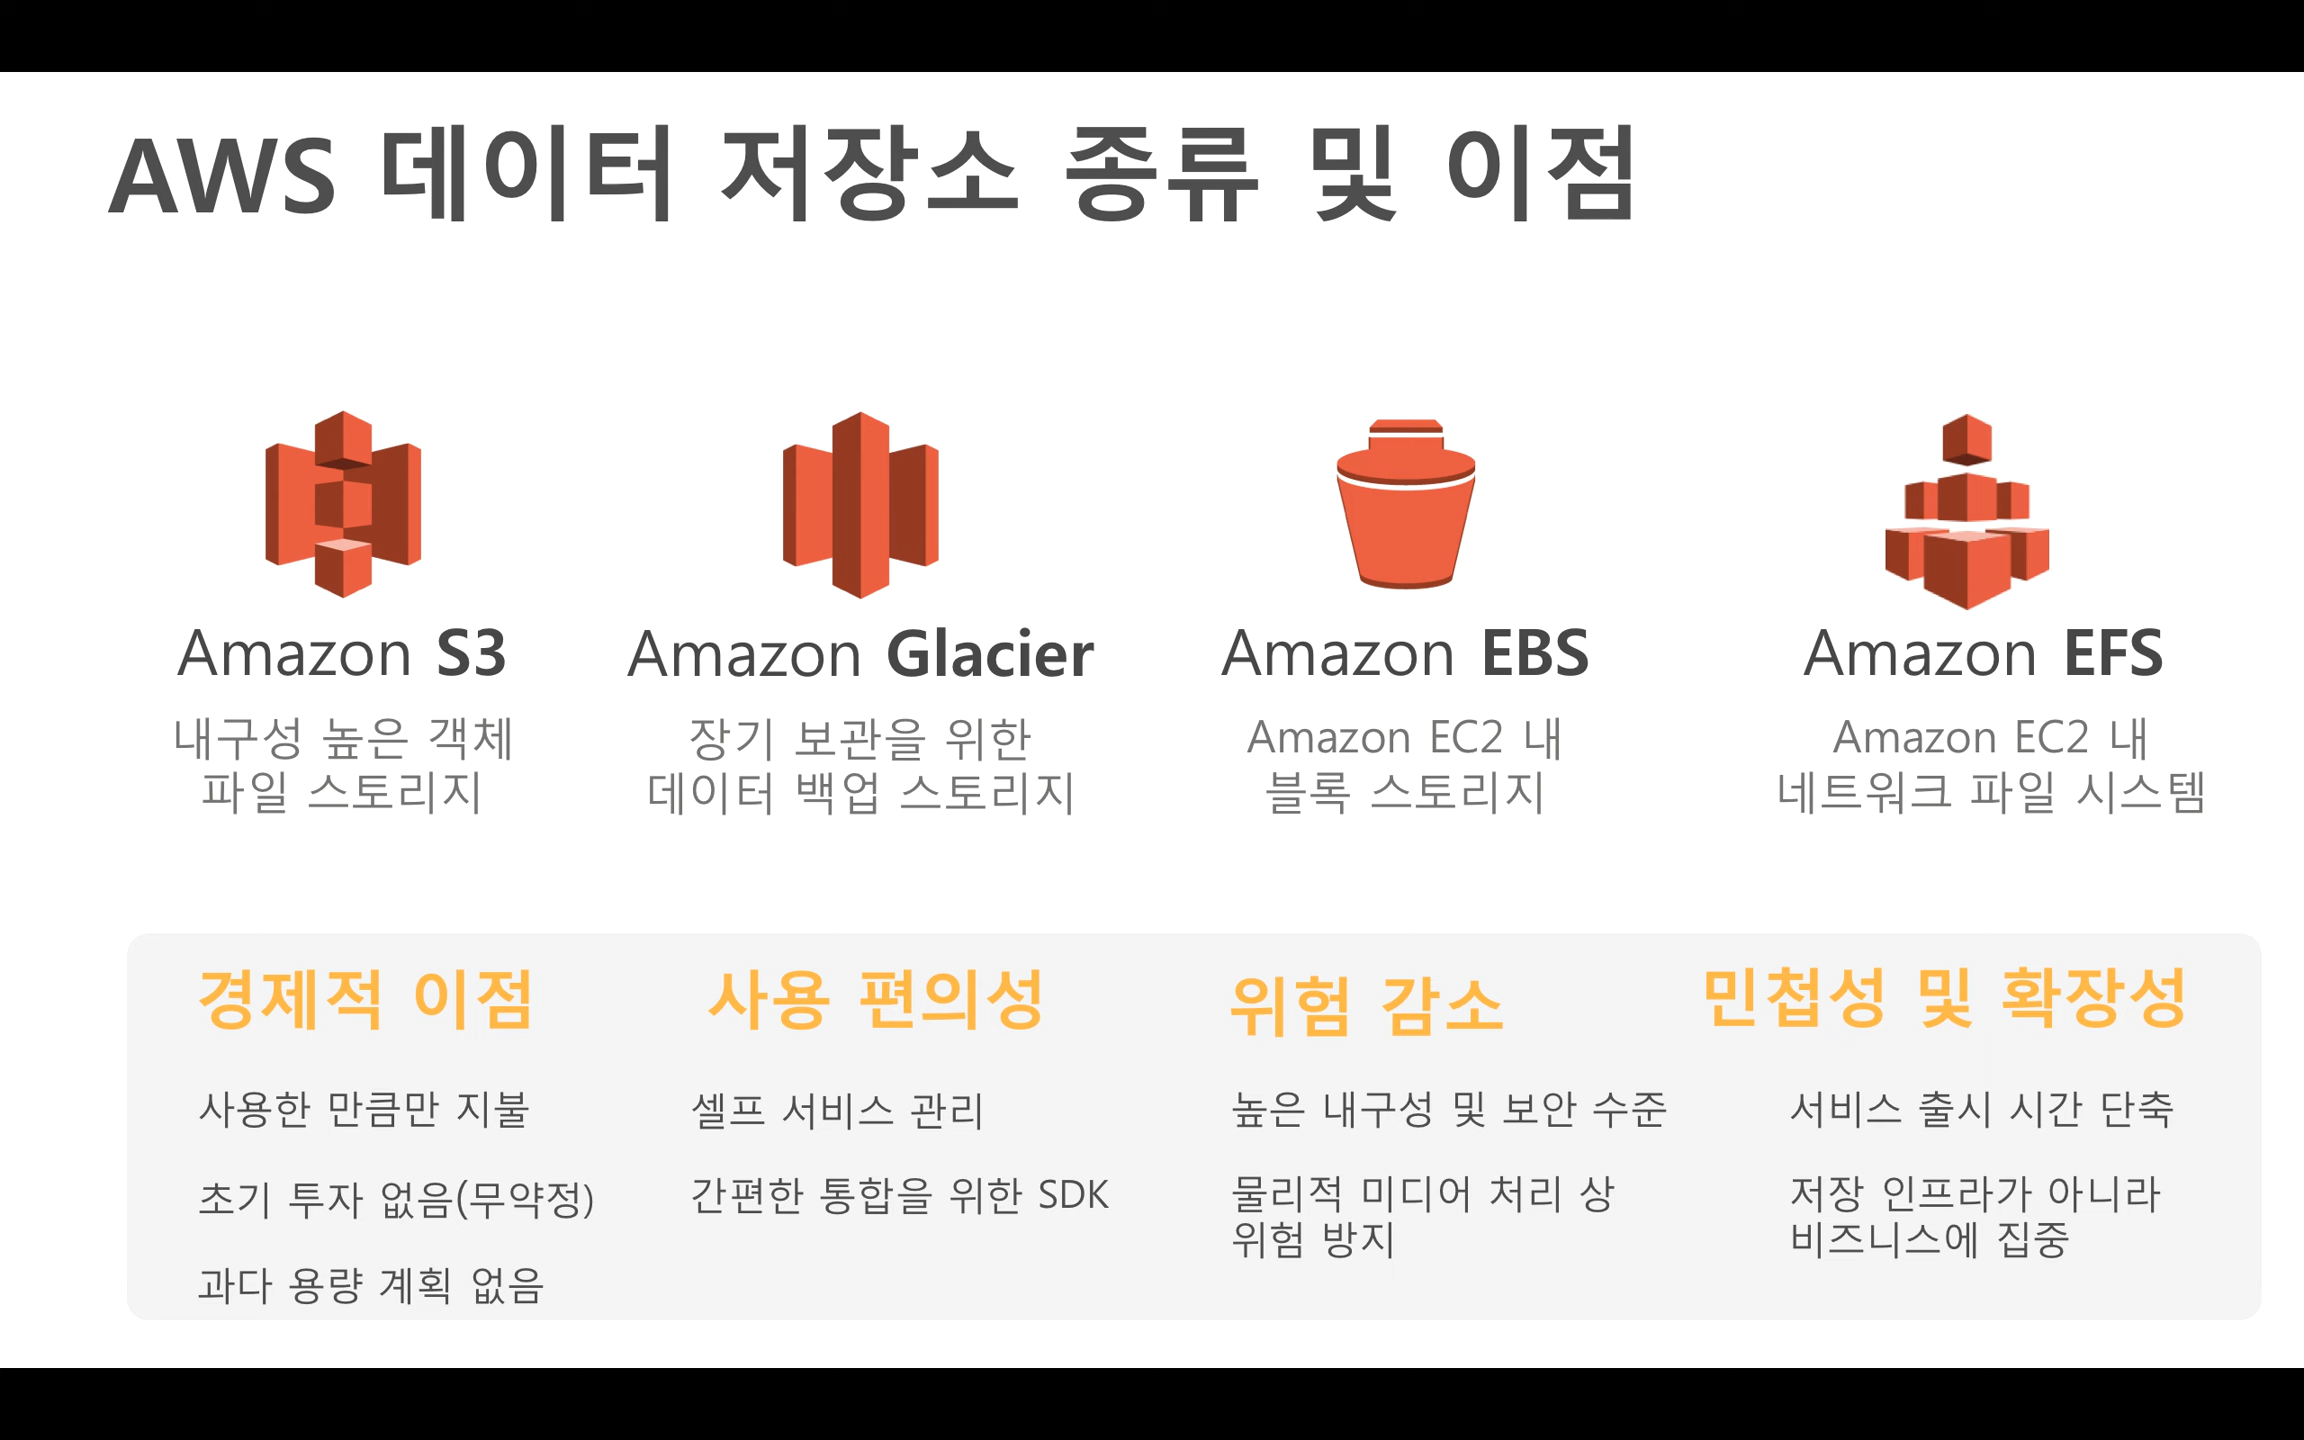 AWS 데이터 저장소 종류 및 이점
Amazon S3
내구성 높은 객체
파일 스토리지
Amazon Glacier
장기 보관을 위한
데이터 백업 스토리지
Amazon EBS
Amazon EC2 내
블록 스토리지
Amazon EFS
Amazon EC2 내
네트워크 파일 시스템
경제적 이점
사용한 만큼만 지불
초기 투자 없음(무약정)
과다 용량 계획 없음
사용 편의성
셀프 서비스 관리
간편한 통합을 위한 SDK
위험 감소
높은 내구성 및 보안 수준
물리적 미디어 처리 상
위험 방지
민첩성 및 확장성
서비스 출시 시간 단축
저장 인프라가 아니라
비즈니스에 집중